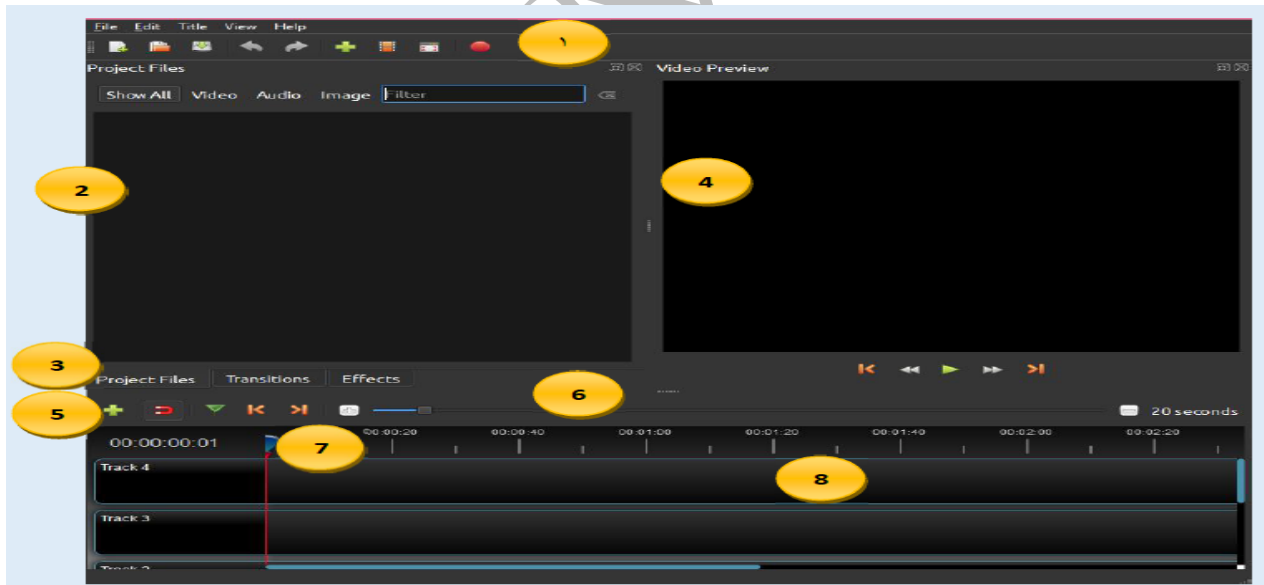 File Edit Title View Help
١
Project Files
Video Preview
Show All Video Audio Image Filter
2
4
3
Project Files Transitions Effects
6
5
20 seconds
00:00:00:01
7
00:00:20 00:00:40 00:01:00 00:01:20 00:01:40 00:02:00 00:02:20
Track 4
8
Track 3
Track 2